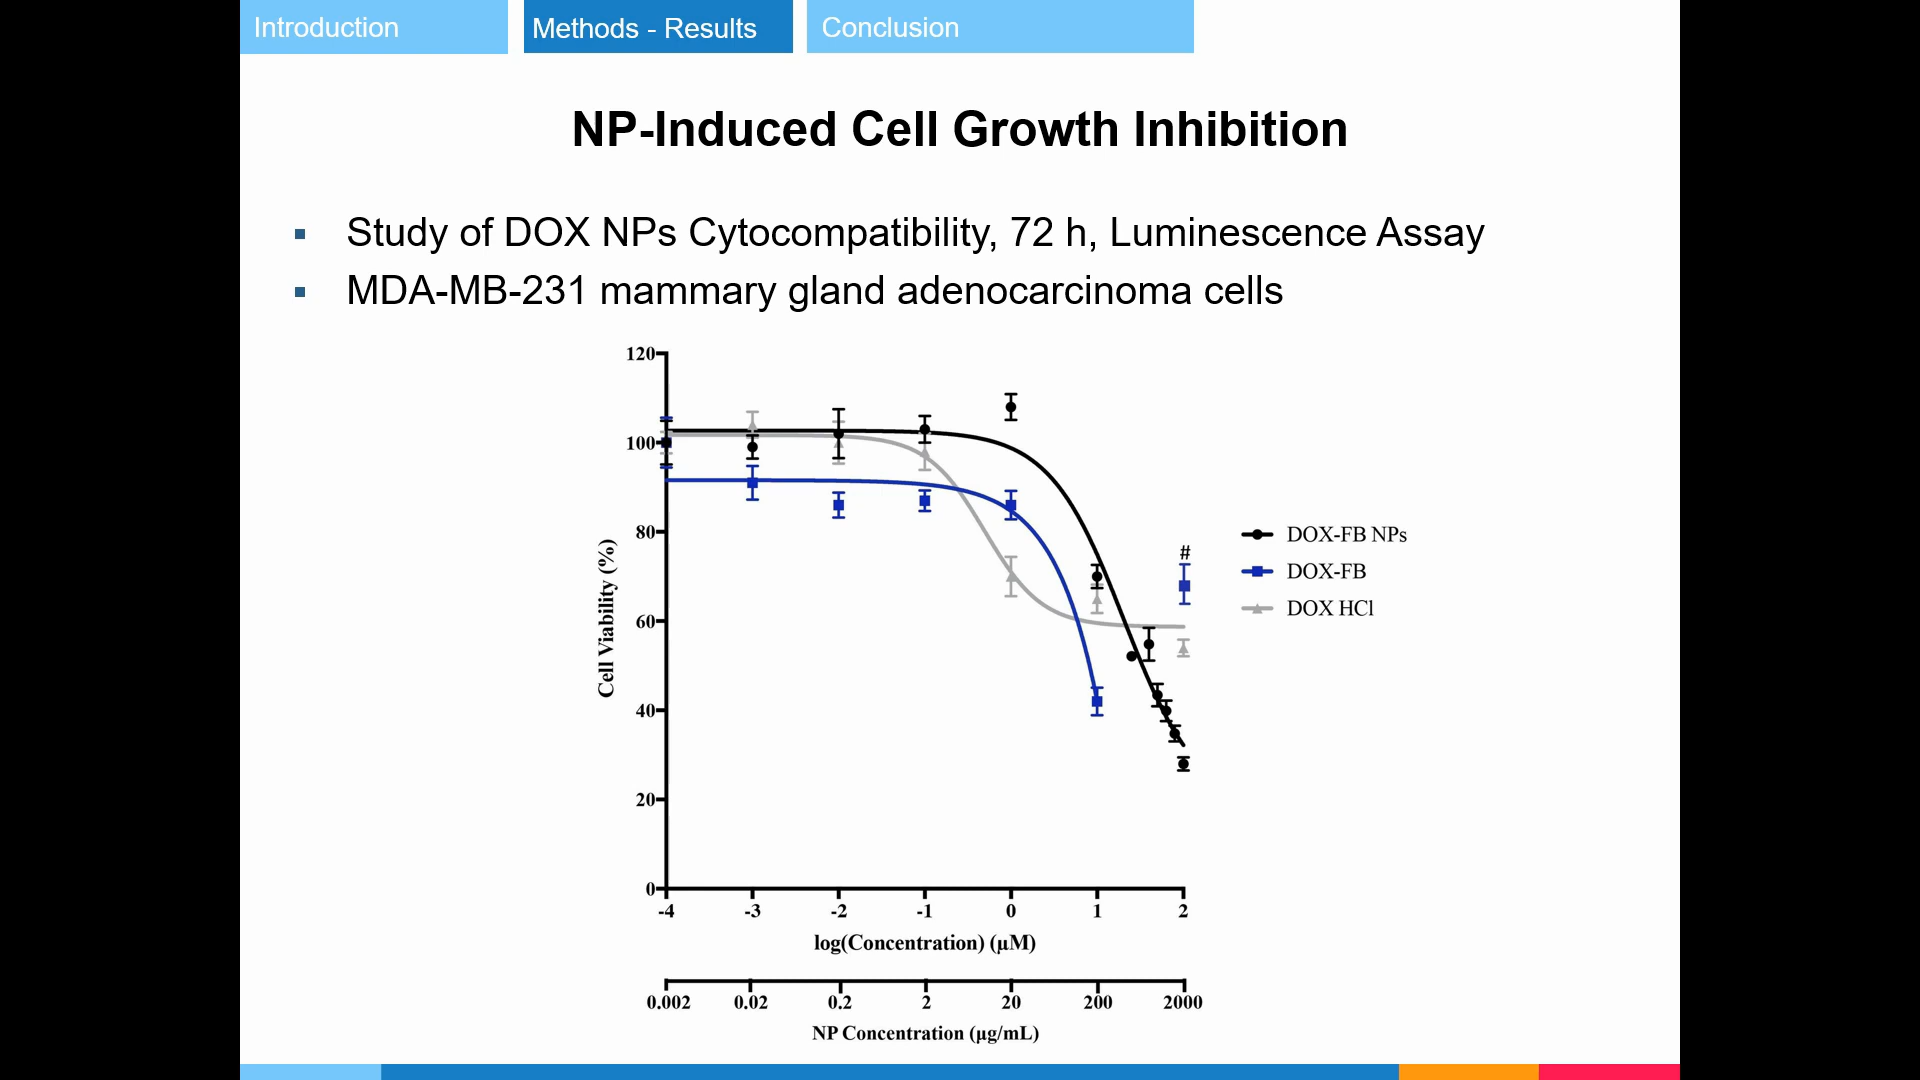 Introduction
Methods - Results
Conclusion
NP-Induced Cell Growth Inhibition
▪ Study of DOX NPs Cytocompatibility, 72 h, Luminescence Assay
▪ MDA-MB-231 mammary gland adenocarcinoma cells
120
100
80
60
40
20
0
Cell Viability (%)
#
DOX-FB NPs
DOX-FB
DOX HCl
-4 -3 -2 -1 0 1 2
log(Concentration) (µM)
0.002 0.02 0.2 2 20 200 2000
NP Concentration (µg/mL)